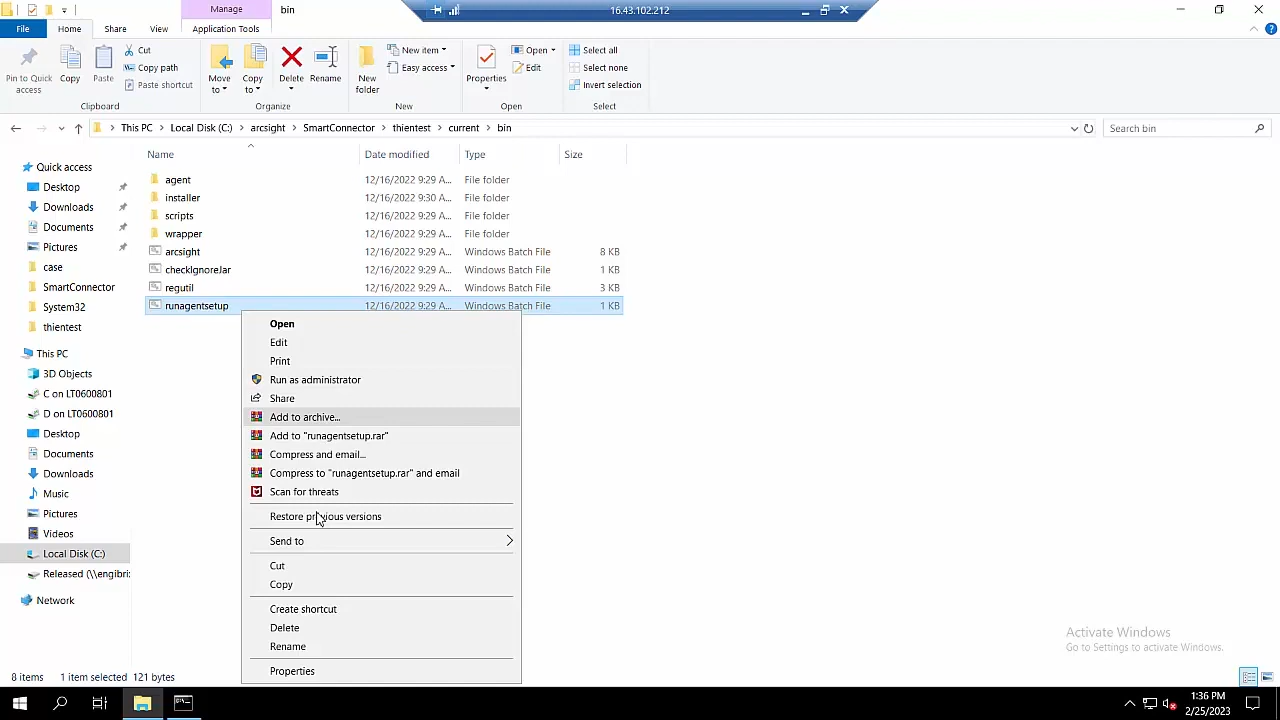 Manage
bin
16.43.102.212
File
Home
Share
View
Application Tools
Pin to Quick access
Copy
Paste
Cut
Copy path
Paste shortcut
Clipboard
Move to
Copy to
Delete
Rename
Organize
New folder
New item
Easy access
New
Properties
Open
Edit
Open
Select all
Select none
Invert selection
Select
This PC > Local Disk (C:) > arcsight > SmartConnector > thientest > current > bin
Search bin
Name Date modified Type Size
agent 12/16/2022 9:29 A... File folder
installer 12/16/2022 9:30 A... File folder
scripts 12/16/2022 9:29 A... File folder
wrapper 12/16/2022 9:29 A... File folder
arcsight 12/16/2022 9:29 A... Windows Batch File 8 KB
checkIgnoreJar 12/16/2022 9:29 A... Windows Batch File 1 KB
regutil 12/16/2022 9:29 A... Windows Batch File 3 KB
runagentsetup 12/16/2022 9:29 A... Windows Batch File 1 KB
Quick access
Desktop
Downloads
Documents
Pictures
case
SmartConnector
System32
thientest
This PC
3D Objects
C on LT0600801
D on LT0600801
Desktop
Documents
Downloads
Music
Pictures
Videos
Local Disk (C:)
Released (\\engibri
Network
Open
Edit
Print
Run as administrator
Share
Add to archive...
Add to "runagentsetup.rar"
Compress and email...
Compress to "runagentsetup.rar" and email
Scan for threats
Restore previous versions
Send to
Cut
Copy
Create shortcut
Delete
Rename
Properties
Activate Windows
Go to Settings to activate Windows.
8 items 1 item selected 121 bytes
1:36 PM
2/25/2023